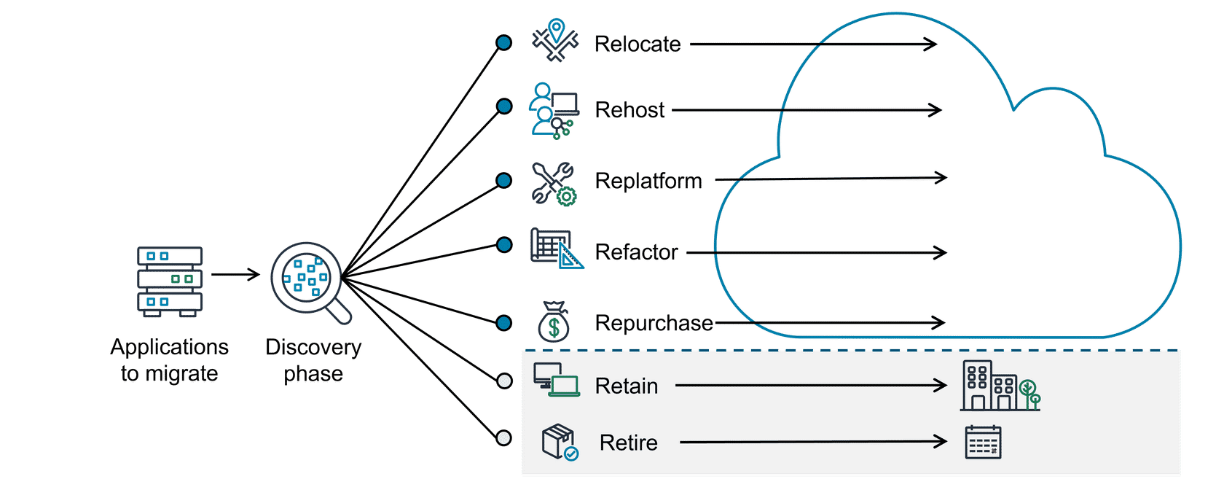 Relocate
Rehost
Replatform
Refactor
Repurchase
Retain
Retire
Applications
to migrate
Discovery
phase
$